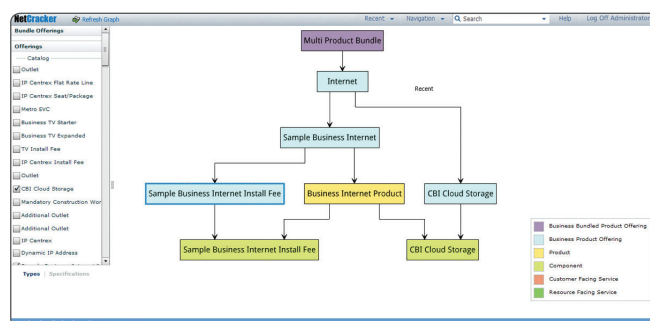 NetCracker Refresh Graph Recent Navigation Search Help Log Off Administrator
Bundle Offerings
Offerings
Catalog
Outlet
IP Centrex Flat Rate Line
IP Centrex Seat/Package
Metro EVC
Business TV Starter
Business TV Expanded
TV Install Fee
IP Centrex Install Fee
Outlet
CBI Cloud Storage
Mandatory Construction Wor
Additional Outlet
Additional Outlet
IP Centrex
Dynamic IP Address
Types | Specifications
Multi Product Bundle
Internet
Recent
Sample Business Internet
Sample Business Internet Install Fee
Business Internet Product
CBI Cloud Storage
Sample Business Internet Install Fee
CBI Cloud Storage
Business Bundled Product Offering
Business Product Offering
Product
Component
Customer Facing Service
Resource Facing Service